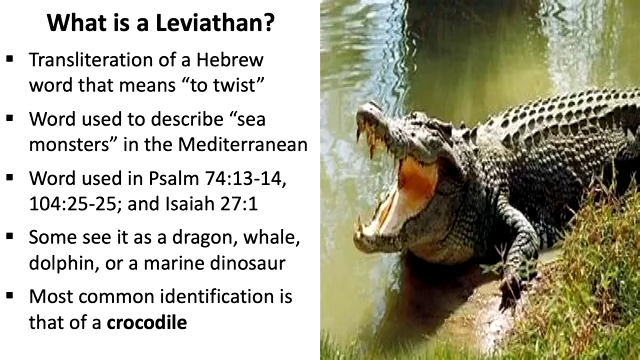 What is a Leviathan?
▪ Transliteration of a Hebrew
word that means “to twist”
▪ Word used to describe “sea
monsters” in the Mediterranean
▪ Word used in Psalm 74:13-14,
104:25-25; and Isaiah 27:1
▪ Some see it as a dragon, whale,
dolphin, or a marine dinosaur
▪ Most common identification is
that of a crocodile